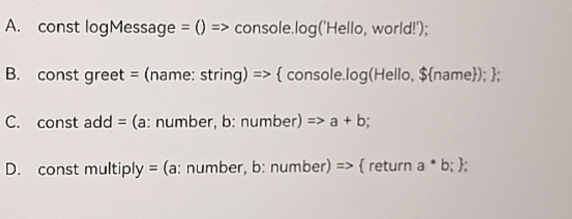 A. const logMessage = () => console.log('Hello, world!');
B. const greet = (name: string) => { console.log(Hello, ${name}); };
C. const add = (a: number, b: number) => a + b;
D. const multiply = (a: number, b: number) => { return a * b; };